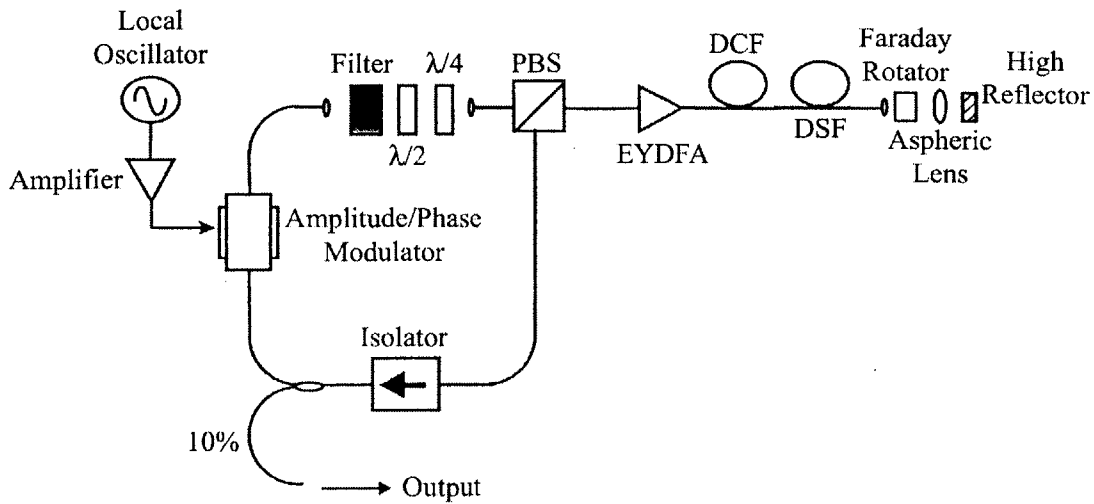 Local
Oscillator
Amplifier
Amplitude/Phase
Modulator
Filter
λ/2
λ/4
PBS
EYDFA
DCF
DSF
Faraday
Rotator
Aspheric
Lens
High
Reflector
Isolator
10%
Output